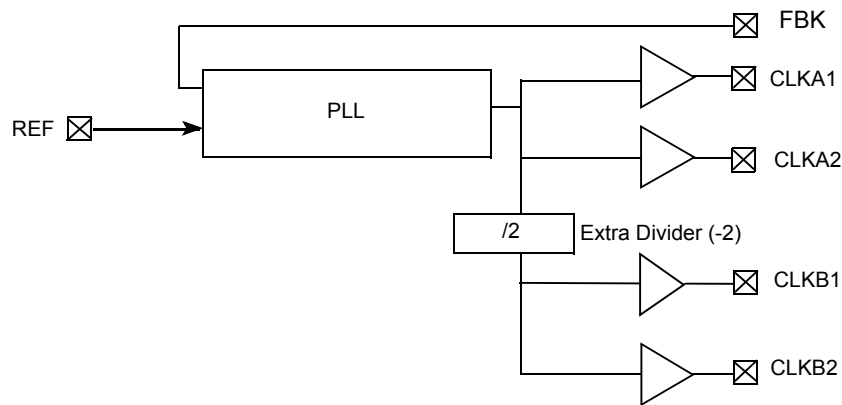 FBK
CLKA1
PLL
REF
CLKA2
/2
Extra Divider (-2)
CLKB1
CLKB2